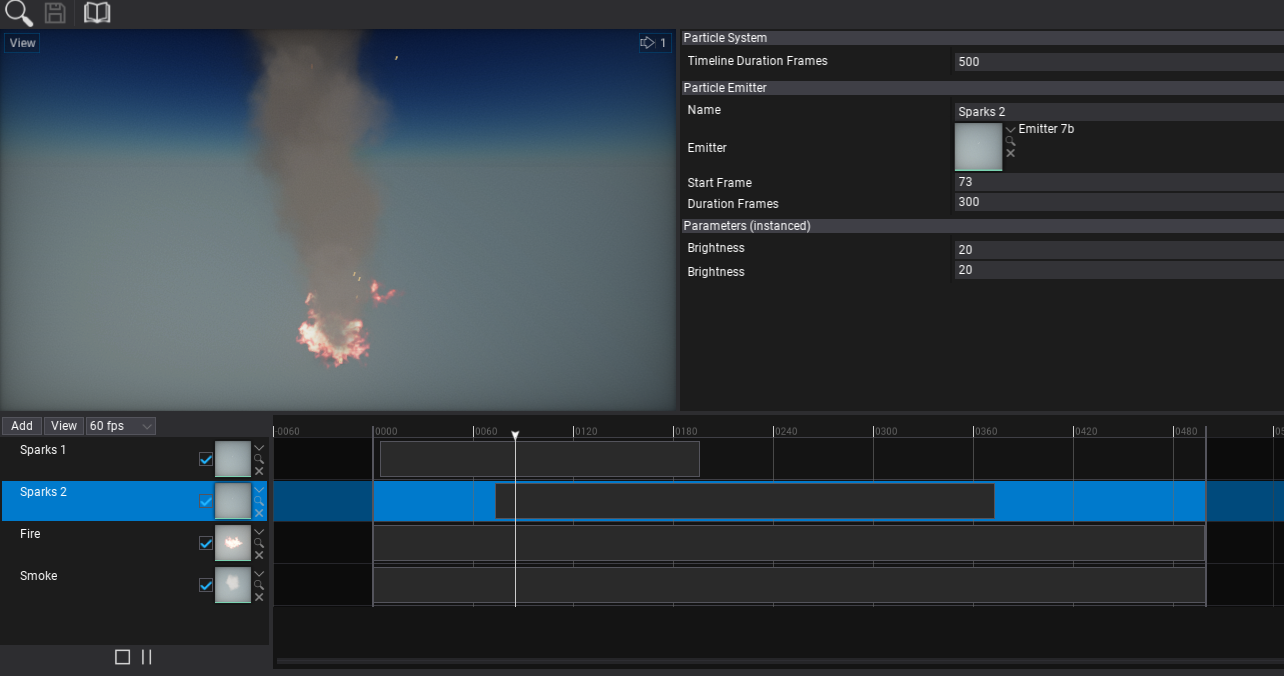 View
1
Particle System
Timeline Duration Frames
500
Particle Emitter
Name
Sparks 2
Emitter
Emitter 7b
Start Frame
73
Duration Frames
300
Parameters (instanced)
Brightness
20
Brightness
20
Add View 60 fps
-0060 0000 0060 0120 0180 0240 0300 0360 0420 0480
Sparks 1
Sparks 2
Fire
Smoke